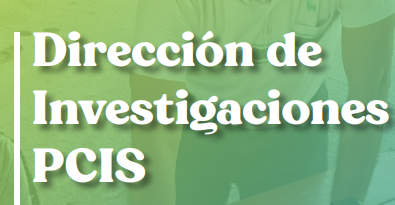 Dirección de
Investigaciones
PCIS